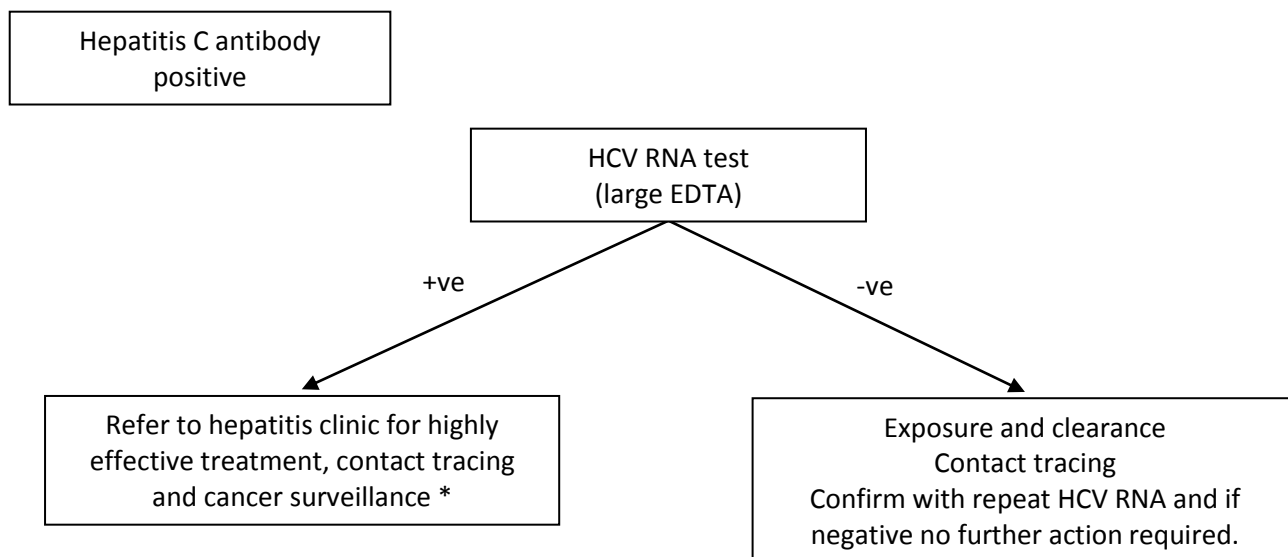 Hepatitis C antibody
positive
HCV RNA test
(large EDTA)
+ve
-ve
Refer to hepatitis clinic for highly
effective treatment, contact tracing
and cancer surveillance *
Exposure and clearance
Contact tracing
Confirm with repeat HCV RNA and if
negative no further action required.